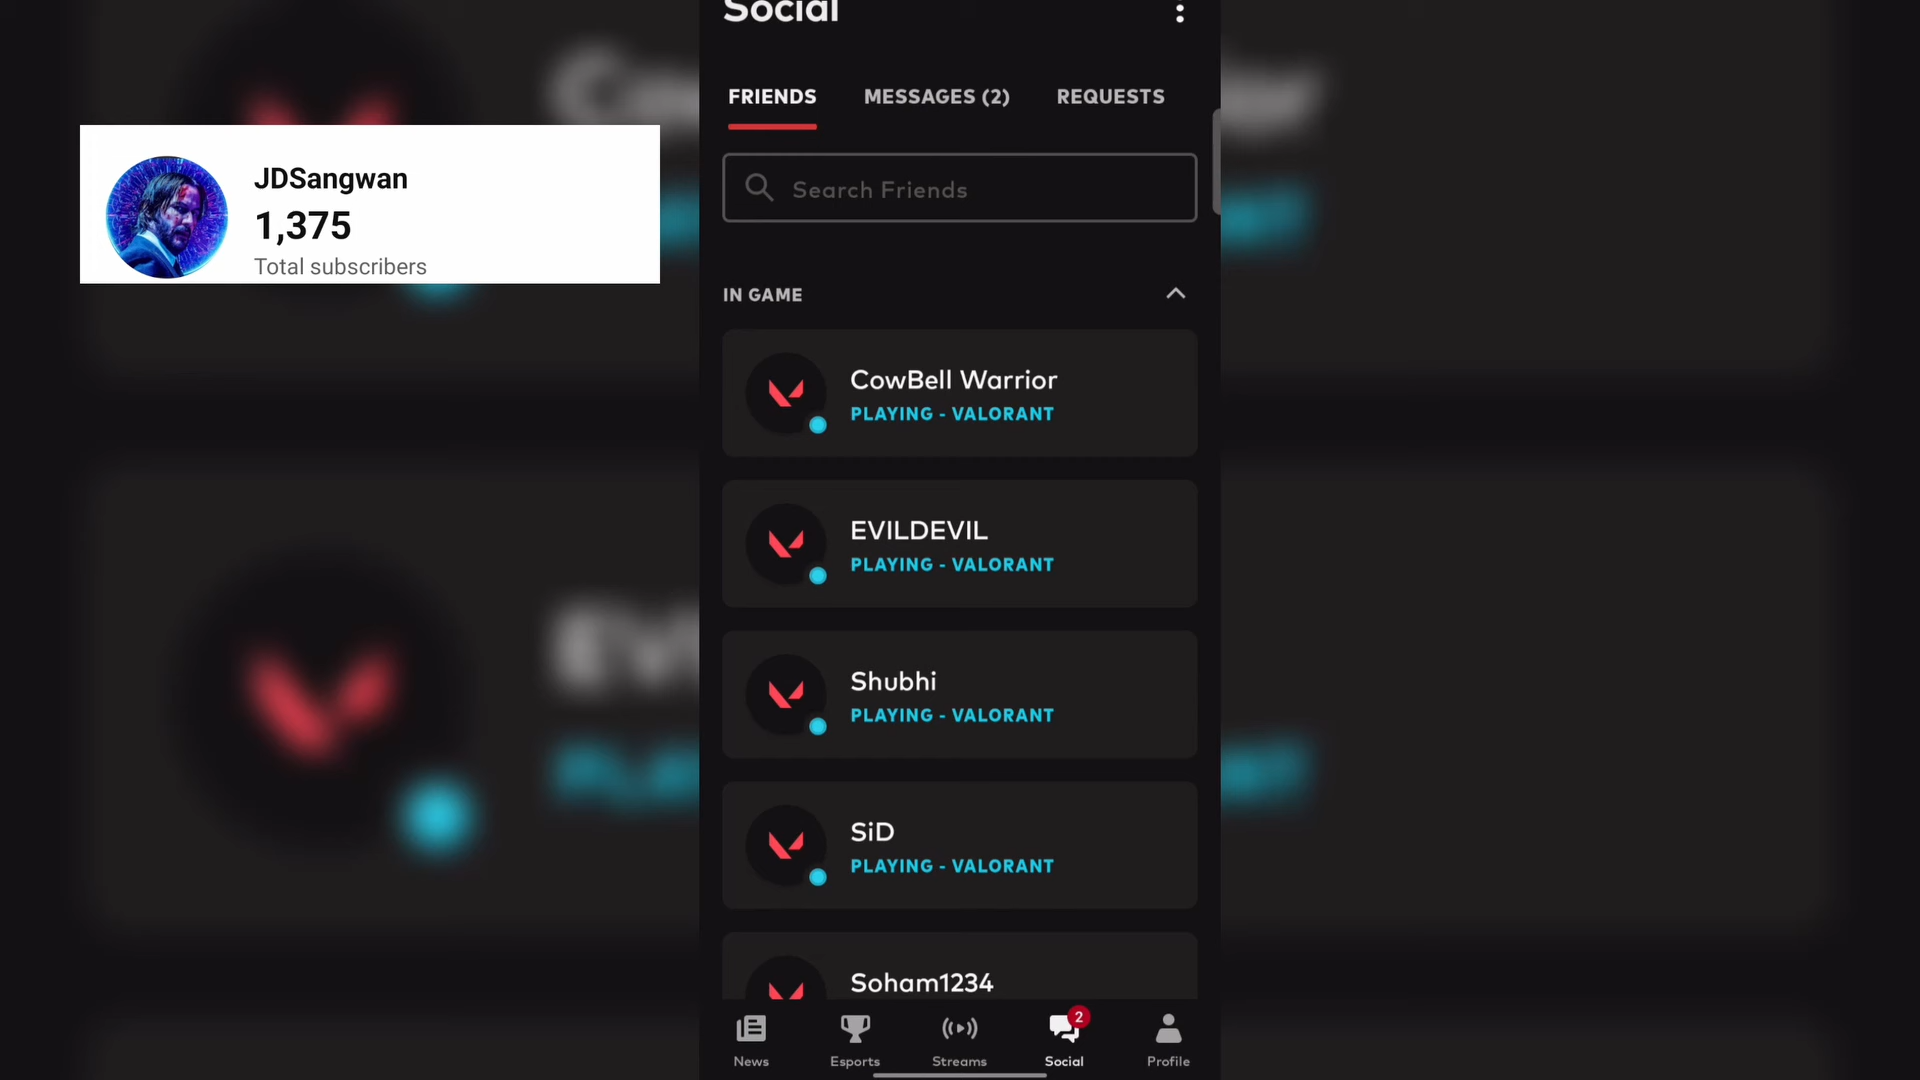 Social
FRIENDS MESSAGES (2) REQUESTS
JDSangwan
1,375
Total subscribers
Search Friends
IN GAME
CowBell Warrior
PLAYING - VALORANT
EVILDEVIL
PLAYING - VALORANT
Shubhi
PLAYING - VALORANT
SiD
PLAYING - VALORANT
Soham1234
2
News Esports Streams Social Profile